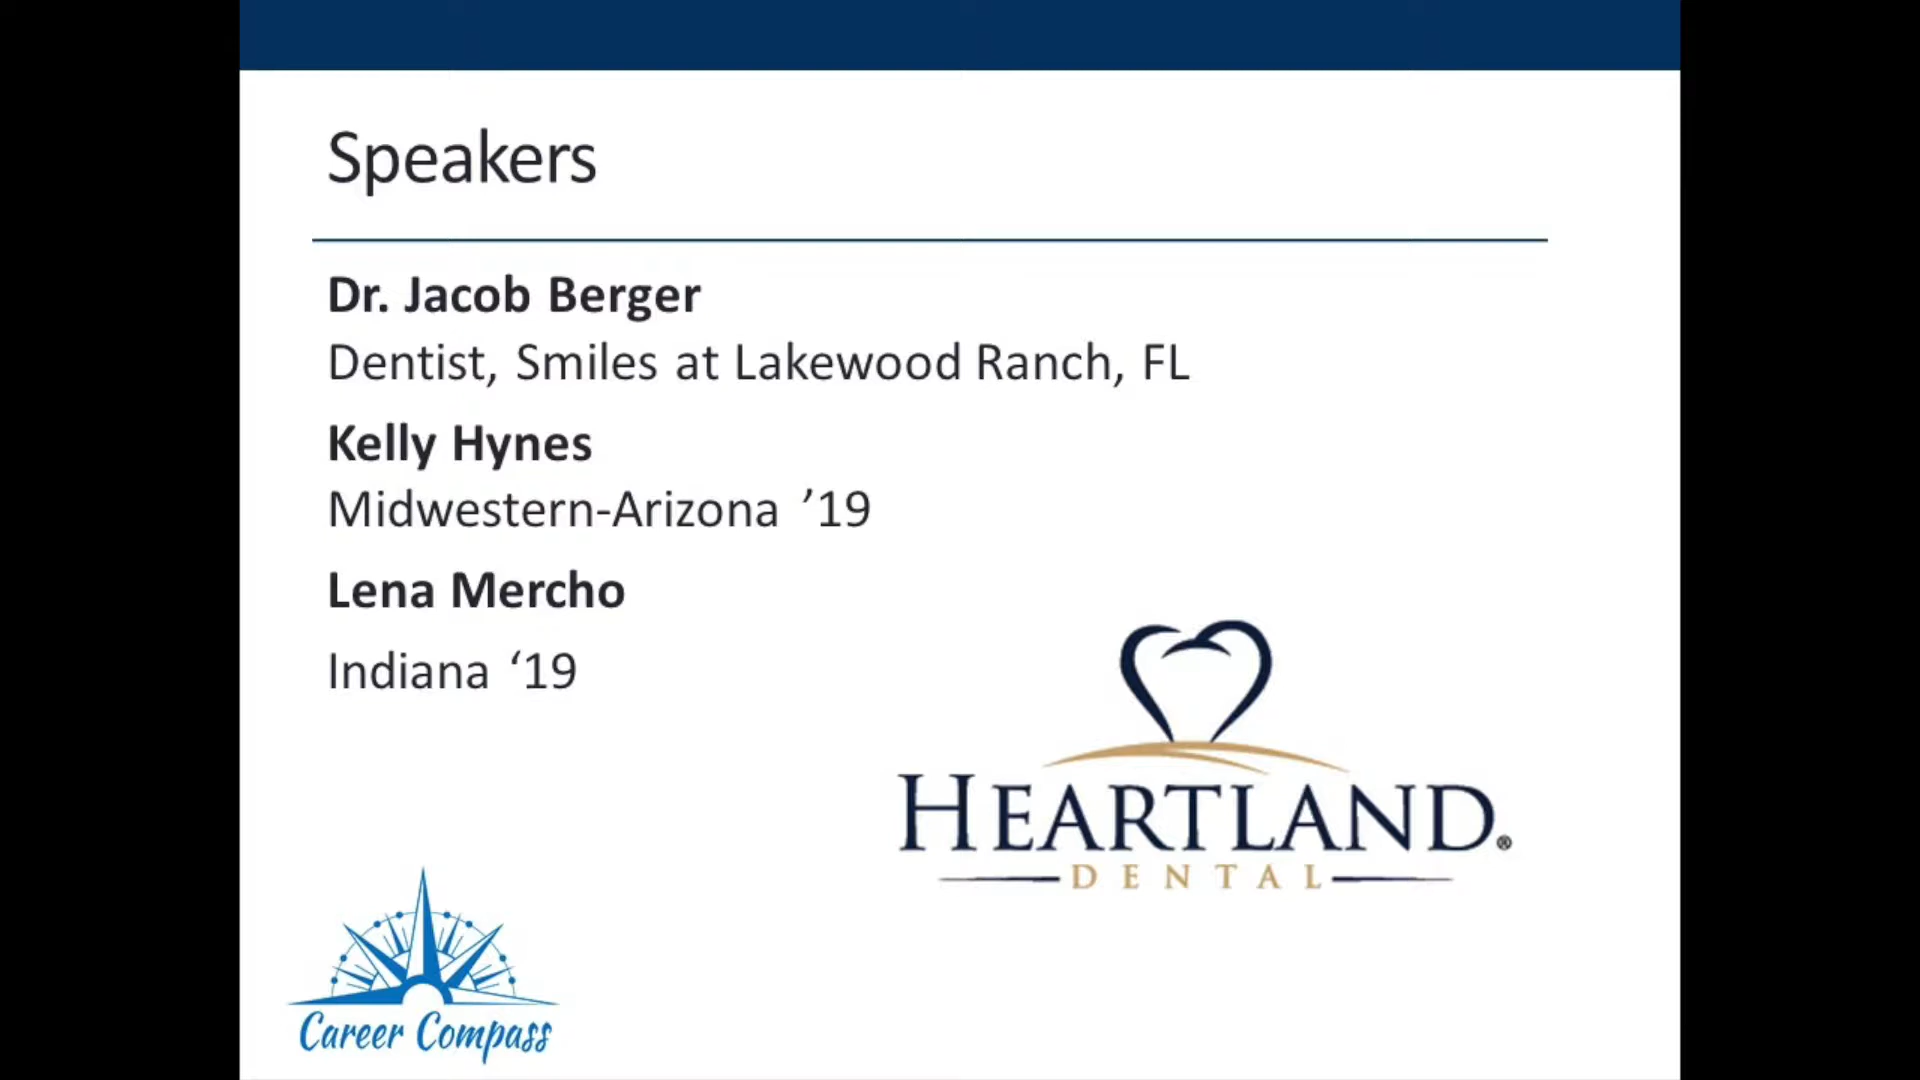 Speakers
Dr. Jacob Berger
Dentist, Smiles at Lakewood Ranch, FL
Kelly Hynes
Midwestern-Arizona ’19
Lena Mercho
Indiana ‘19
HEARTLAND®
DENTAL
Career Compass